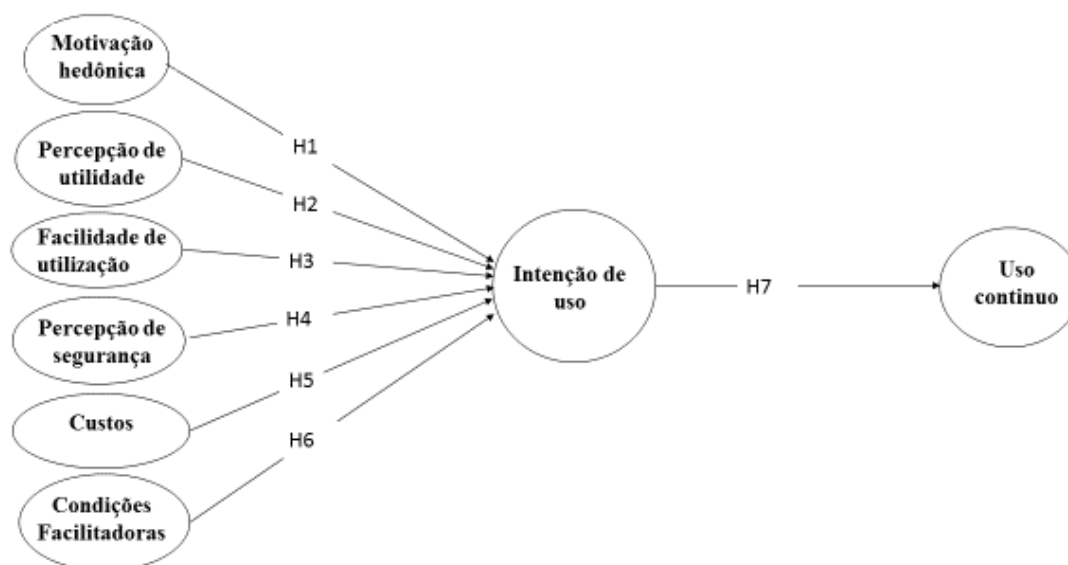 Motivação
hedônica
H1
Percepção de
utilidade
H2
Facilidade de
utilização
H3
Percepção de
segurança
H4
Custos
H5
Condições
Facilitadoras
H6
Intenção de
uso
H7
Uso
continuo